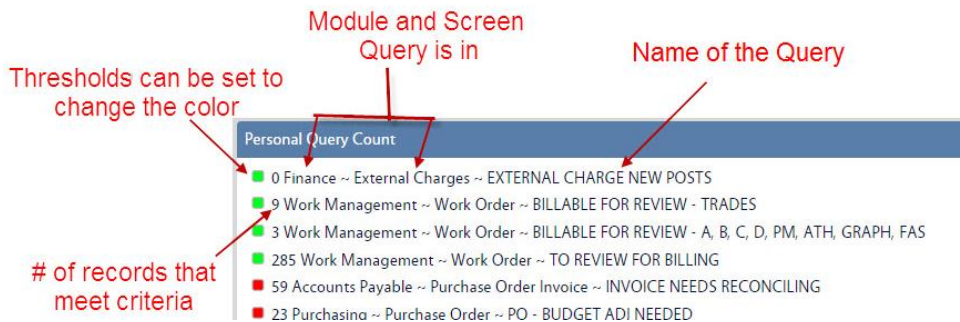 Module and Screen
Query is in
Name of the Query
Thresholds can be set to
change the color
Personal Query Count
0 Finance ~ External Charges ~ EXTERNAL CHARGE NEW POSTS
9 Work Management ~ Work Order ~ BILLABLE FOR REVIEW - TRADES
3 Work Management ~ Work Order ~ BILLABLE FOR REVIEW - A, B, C, D, PM, ATH, GRAPH, FAS
285 Work Management ~ Work Order ~ TO REVIEW FOR BILLING
# of records that
meet criteria
59 Accounts Payable ~ Purchase Order Invoice ~ INVOICE NEEDS RECONCILING
23 Purchasing ~ Purchase Order ~ PO - BUDGET ADJ NEEDED